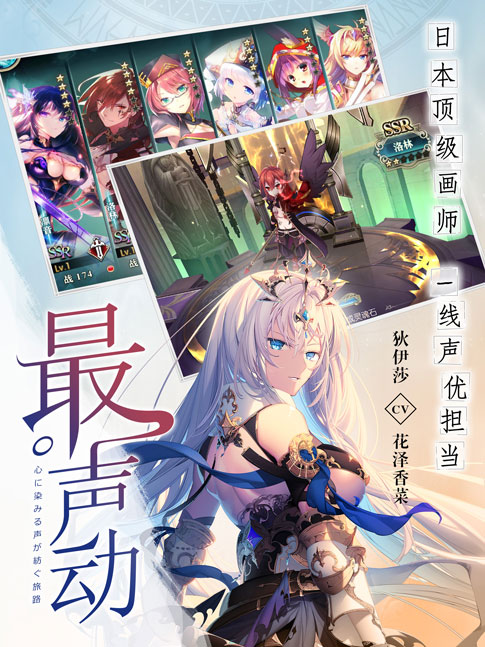 日本顶级画师 一线声优担当
SSR
洛林
SSR
Lv.1
战 174
狄伊莎
CV
花泽香菜
最。声动
心に染みる声が紡ぐ旅路